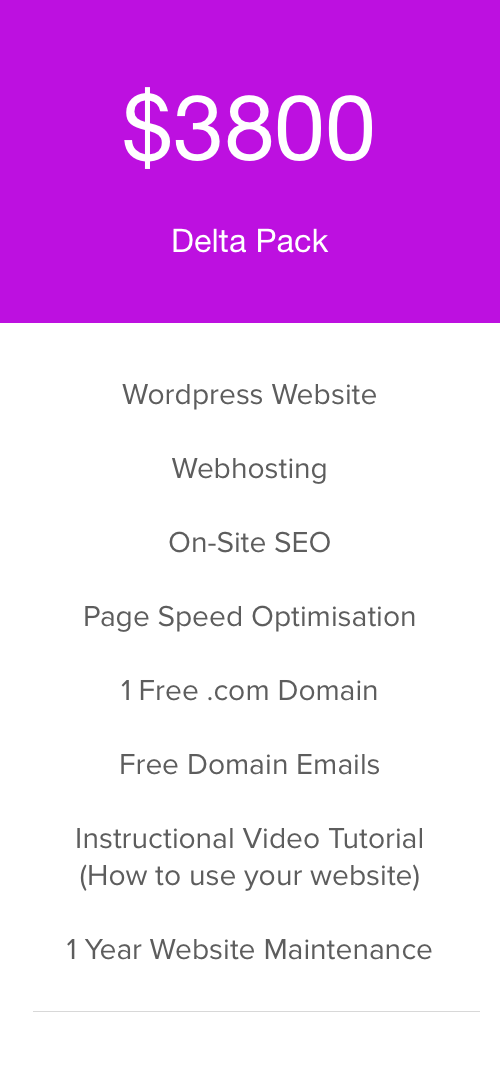 $3800
Delta Pack
Wordpress Website
Webhosting
On-Site SEO
Page Speed Optimisation
1 Free .com Domain
Free Domain Emails
Instructional Video Tutorial
(How to use your website)
1 Year Website Maintenance